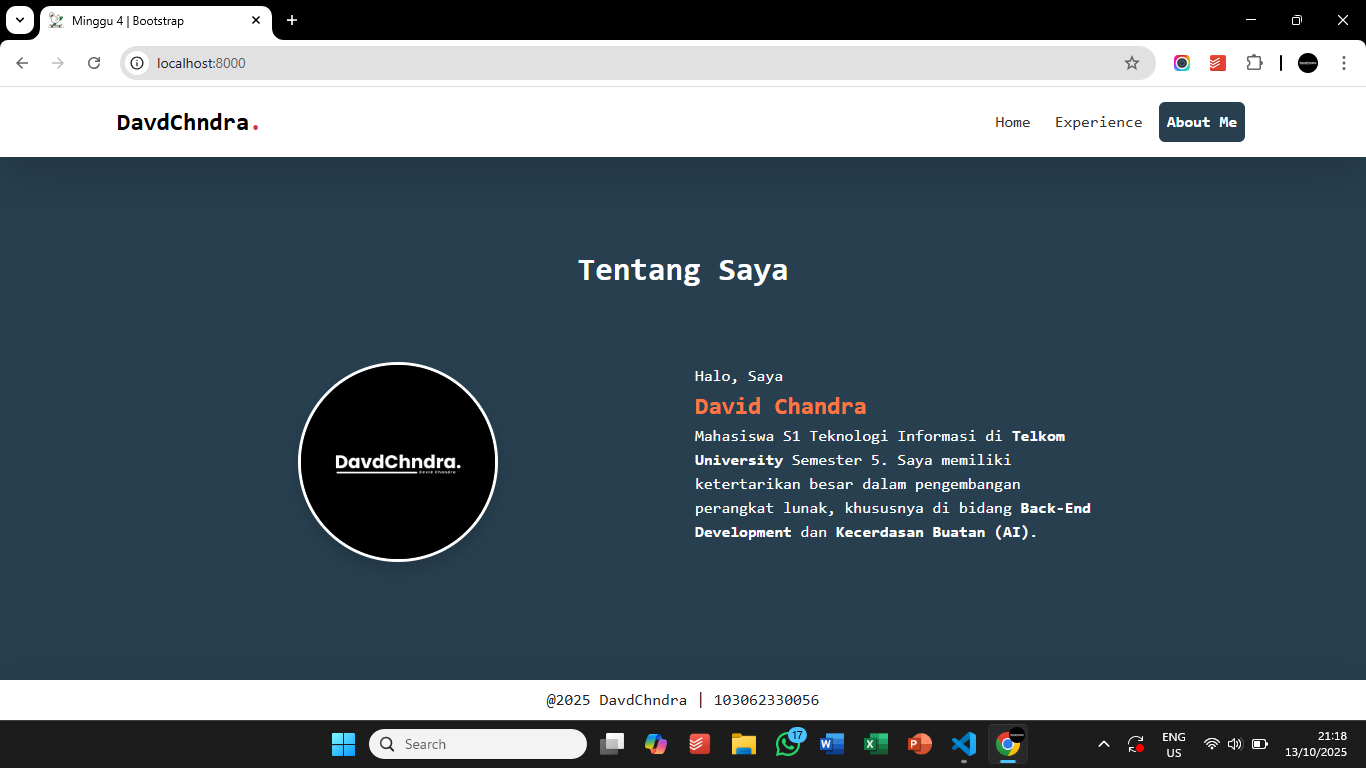 Minggu 4 | Bootstrap
localhost:8000
DavdChndra.
Home Experience About Me
Tentang Saya
DavdChndra.
David Chandra
Halo, Saya
David Chandra
Mahasiswa S1 Teknologi Informasi di Telkom
University Semester 5. Saya memiliki
ketertarikan besar dalam pengembangan
perangkat lunak, khususnya di bidang Back-End
Development dan Kecerdasan Buatan (AI).
@2025 DavdChndra | 103062330056
Search
17
ENG
US
21:18
13/10/2025